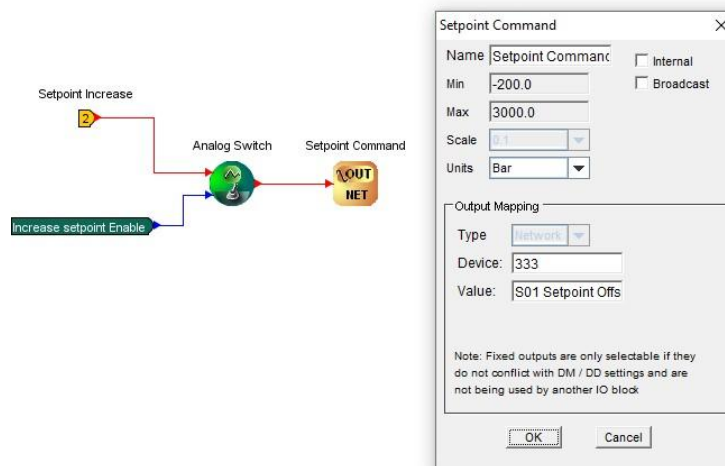 Setpoint Increase
2
Analog Switch
Setpoint Command
OUT
NET
Increase setpoint Enable
Setpoint Command
Name Setpoint Command
Internal
Min -200.0
Broadcast
Max 3000.0
Scale 0.1
Units Bar
Output Mapping
Type Network
Device: 333
Value: S01 Setpoint Offs
Note: Fixed outputs are only selectable if they
do not conflict with DM / DD settings and are
not being used by another IO block
OK
Cancel